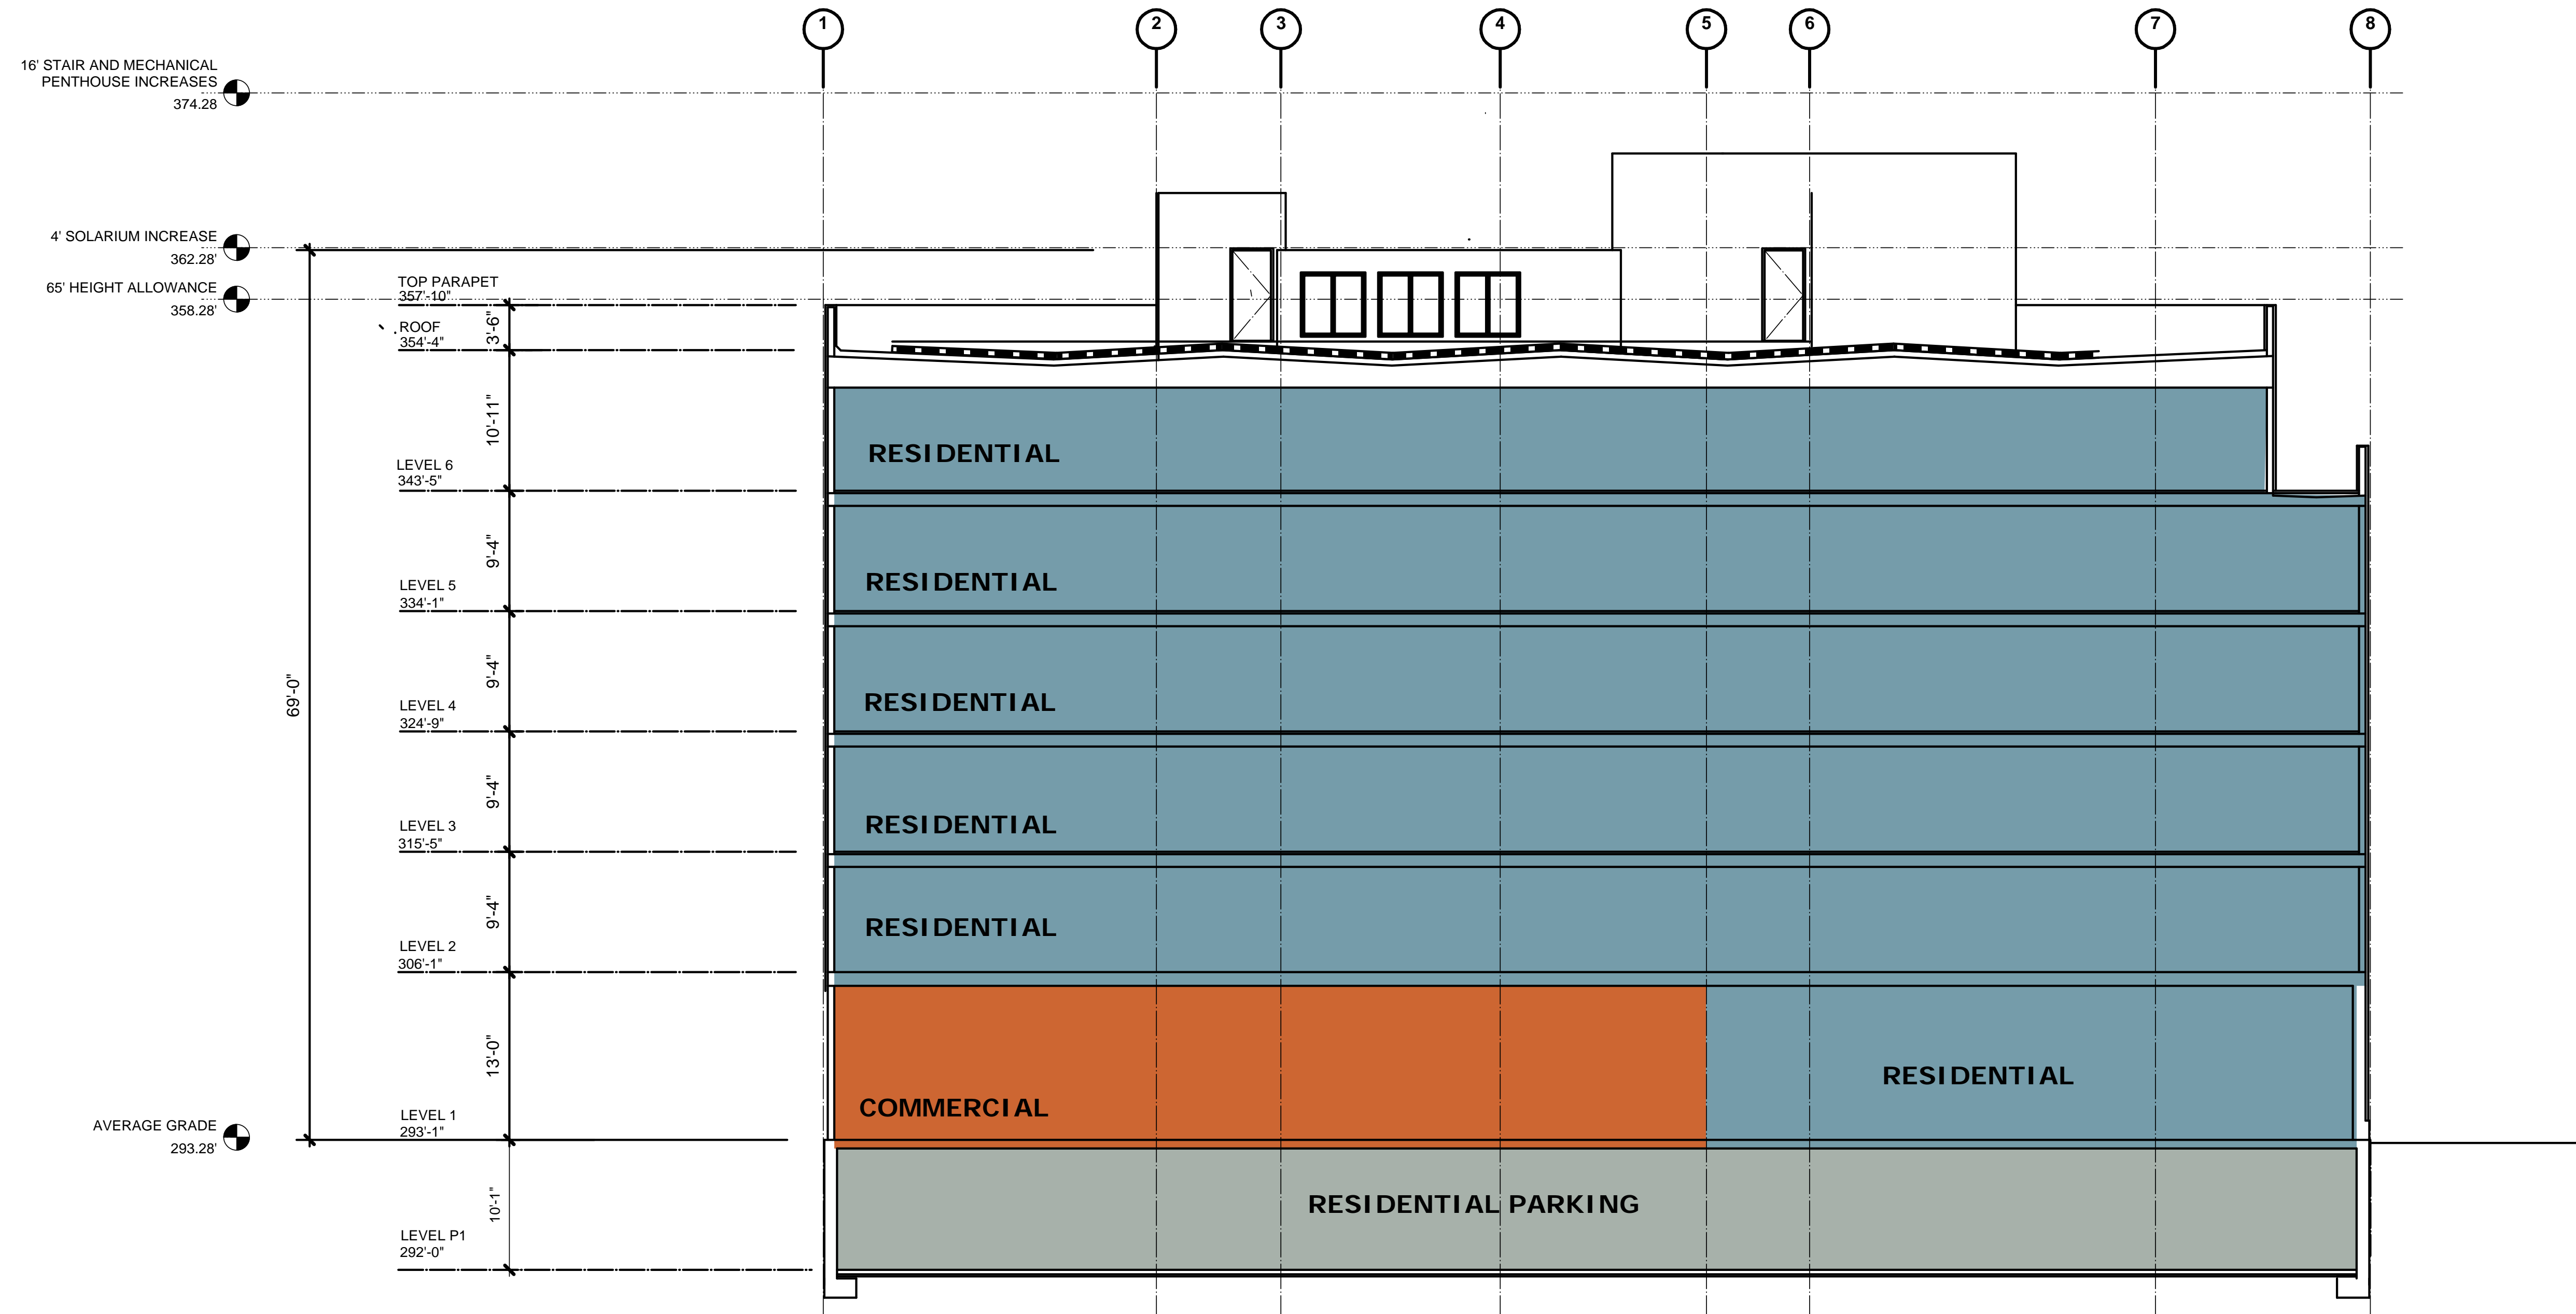 1 2 3 4 5 6 7 8
16' STAIR AND MECHANICAL
PENTHOUSE INCREASES
374.28
4' SOLARIUM INCREASE
362.28'
65' HEIGHT ALLOWANCE
358.28'
TOP PARAPET
357'-10"
3'-6"
ROOF
354'-4"
10'-11"
RESIDENTIAL
LEVEL 6
343'-5"
9'-4"
RESIDENTIAL
LEVEL 5
334'-1"
9'-4"
69'-0"
RESIDENTIAL
LEVEL 4
324'-9"
9'-4"
RESIDENTIAL
LEVEL 3
315'-5"
9'-4"
RESIDENTIAL
LEVEL 2
306'-1"
13'-0"
RESIDENTIAL
COMMERCIAL
LEVEL 1
293'-1"
AVERAGE GRADE
293.28'
10'-1"
RESIDENTIAL PARKING
LEVEL P1
292'-0"